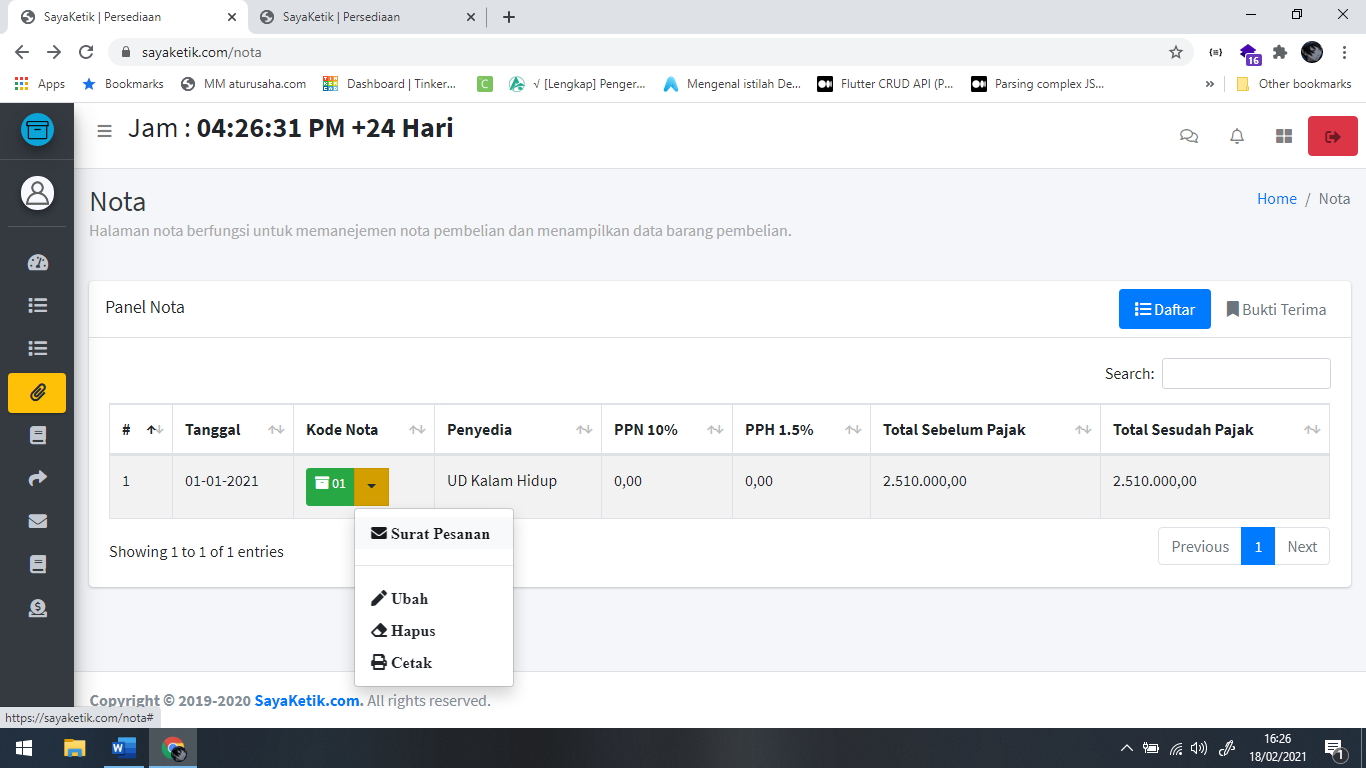 SayaKetik | Persediaan
SayaKetik | Persediaan
sayaketik.com/nota
16
Apps
Bookmarks
MM aturusaha.com
Dashboard | Tinker...
C
√ [Lengkap] Penger...
Mengenal istilah De...
Flutter CRUD API (P...
Parsing complex JS...
»
Other bookmarks
Jam : 04:26:31 PM +24 Hari
Nota
Home / Nota
Halaman nota berfungsi untuk memanejemen nota pembelian dan menampilkan data barang pembelian.
Panel Nota
Daftar
Bukti Terima
Search:
# Tanggal Kode Nota Penyedia PPN 10% PPH 1.5% Total Sebelum Pajak Total Sesudah Pajak
1 01-01-2021 01 UD Kalam Hidup 0,00 0,00 2.510.000,00 2.510.000,00
Surat Pesanan
Ubah
Hapus
Cetak
Showing 1 to 1 of 1 entries
Previous 1 Next
Copyright © 2019-2020 SayaKetik.com. All rights reserved.
https://sayaketik.com/nota#
16:26
18/02/2021
1